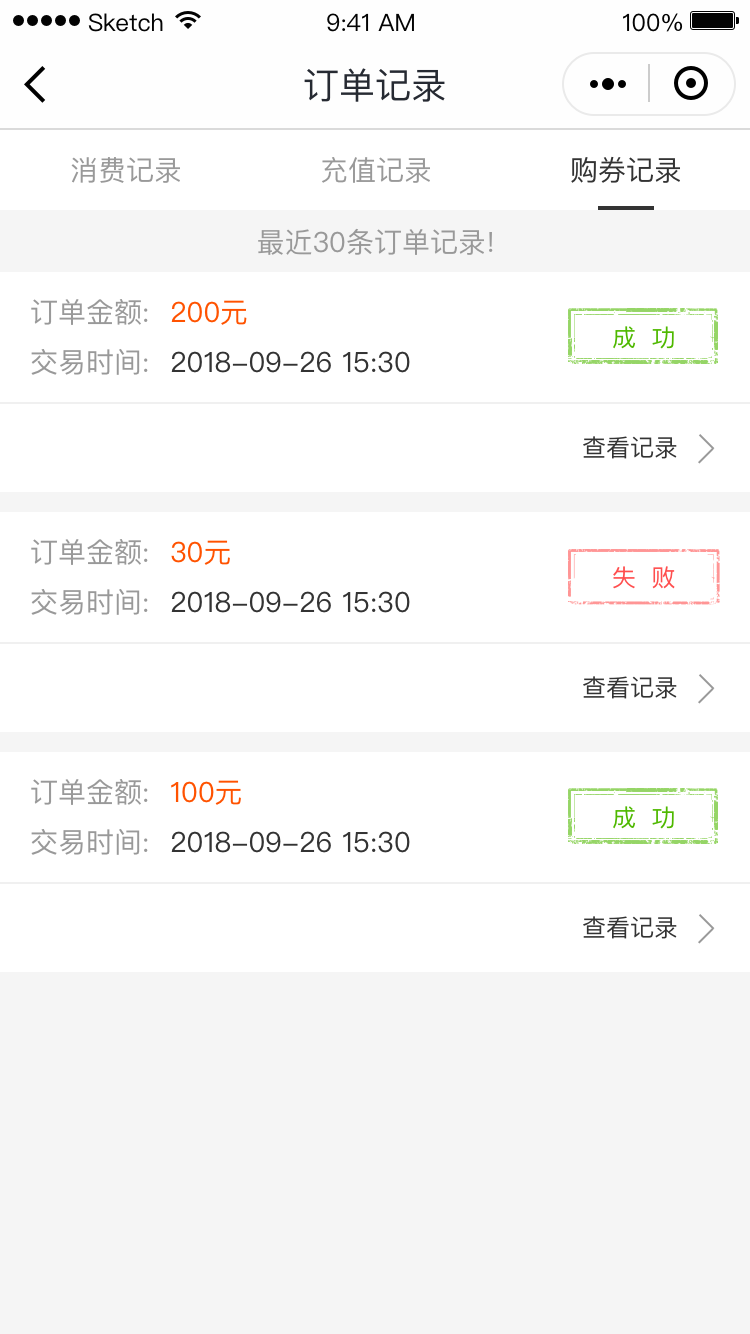 Sketch 9:41 AM 100%
订单记录
消费记录 充值记录 购券记录
最近30条订单记录!
订单金额: 200元
成 功
交易时间: 2018-09-26 15:30
查看记录
订单金额: 30元
失 败
交易时间: 2018-09-26 15:30
查看记录
订单金额: 100元
成 功
交易时间: 2018-09-26 15:30
查看记录